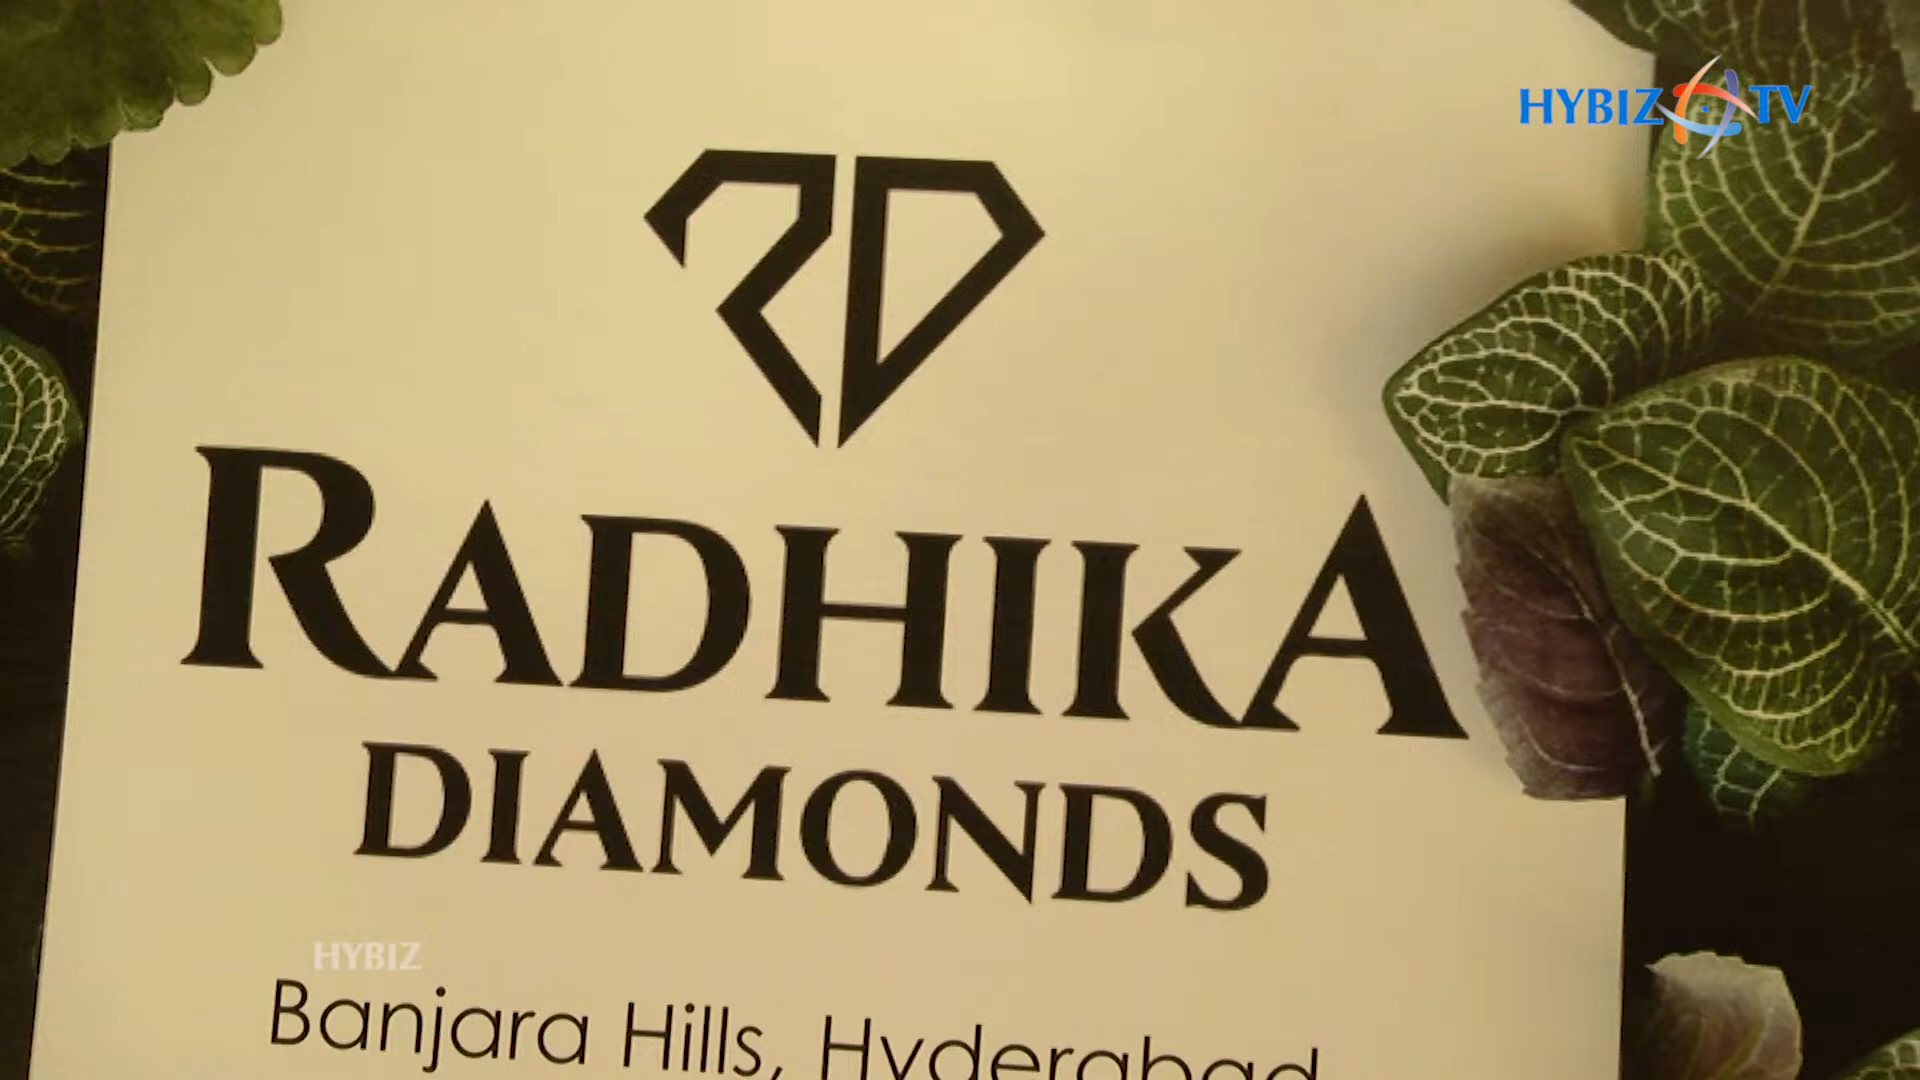 HYBIZ TV
RD
RADHIKA
DIAMONDS
HYBIZ
Banjara Hills, Hyderabad